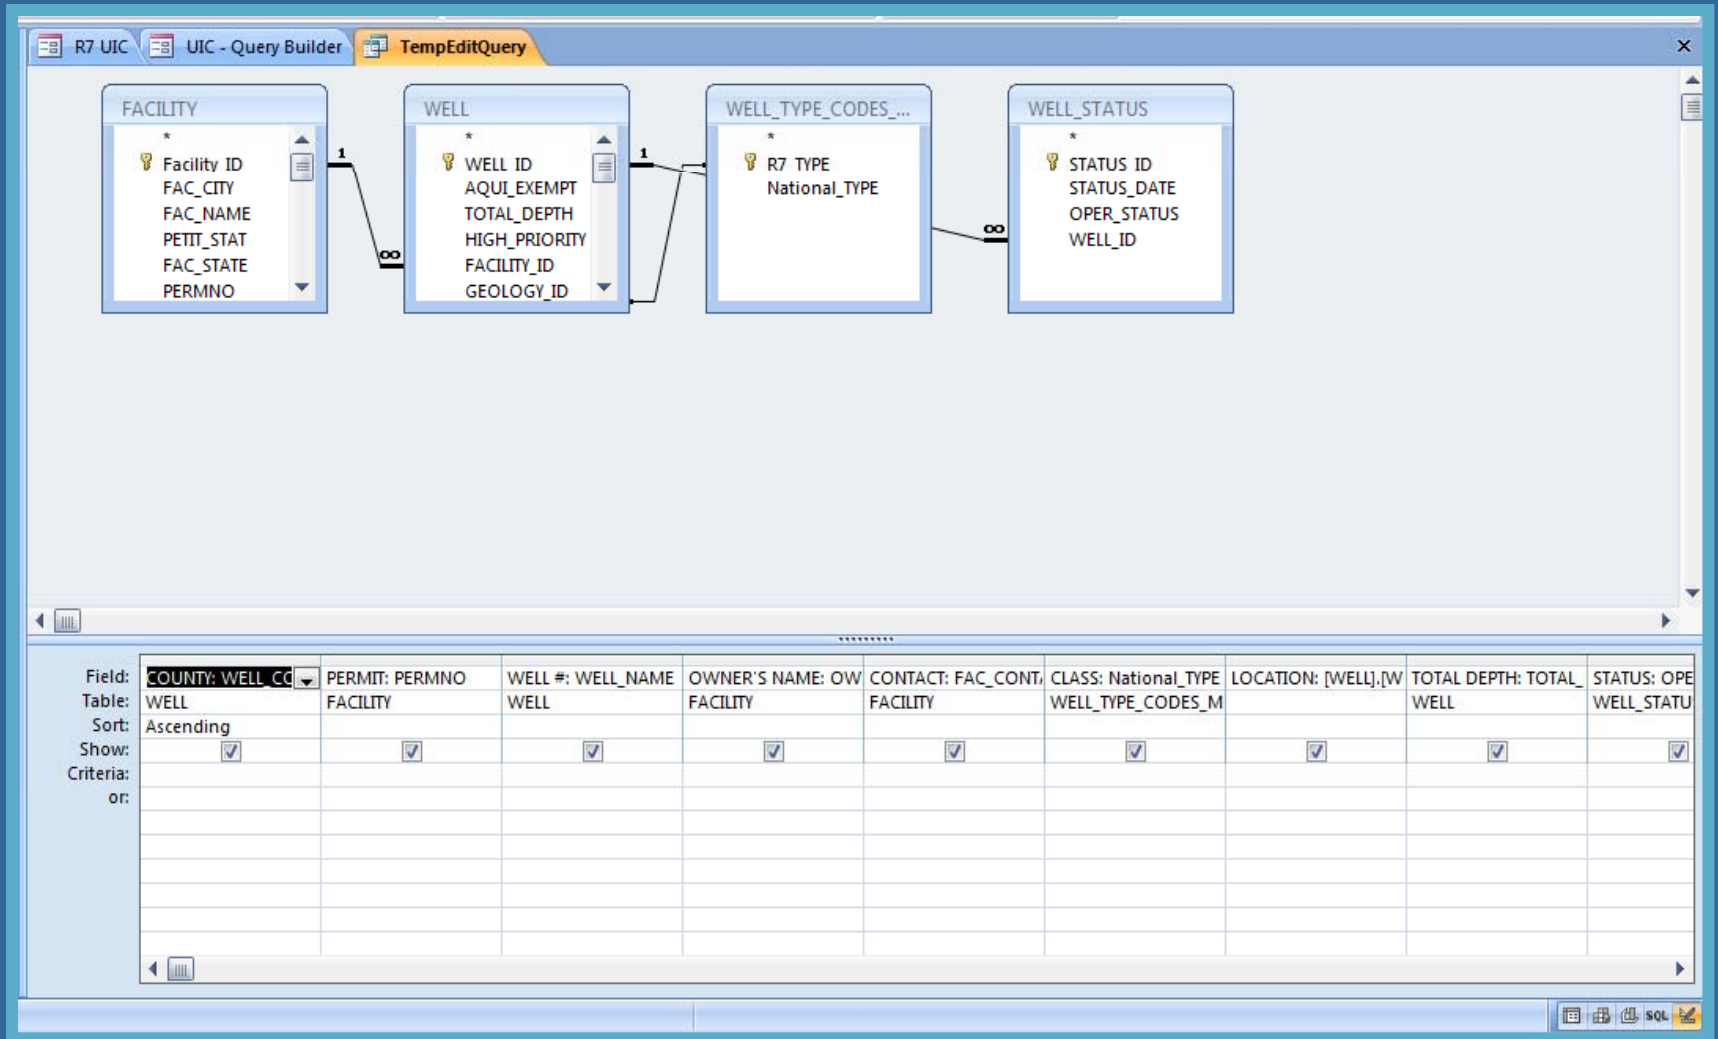 R7 UIC UIC - Query Builder TempEditQuery
FACILITY
*
Facility ID
FAC_CITY
FAC_NAME
PETIT_STAT
FAC_STATE
PERMNO
1
∞
WELL
*
WELL ID
AQUI_EXEMPT
TOTAL_DEPTH
HIGH_PRIORITY
FACILITY_ID
GEOLOGY_ID
1
WELL_TYPE_CODES_...
*
R7 TYPE
National_TYPE
∞
WELL_STATUS
*
STATUS ID
STATUS_DATE
OPER_STATUS
WELL_ID
Field: COUNTY: WELL_CO PERMIT: PERMNO WELL #: WELL_NAME OWNER'S NAME: OW CONTACT: FAC_CONT CLASS: National_TYPE LOCATION: [WELL].[W TOTAL DEPTH: TOTAL_ STATUS: OPE
Table: WELL FACILITY WELL FACILITY FACILITY WELL_TYPE_CODES_M WELL WELL_STATU
Sort: Ascending
Show:
Criteria:
or:
SQL